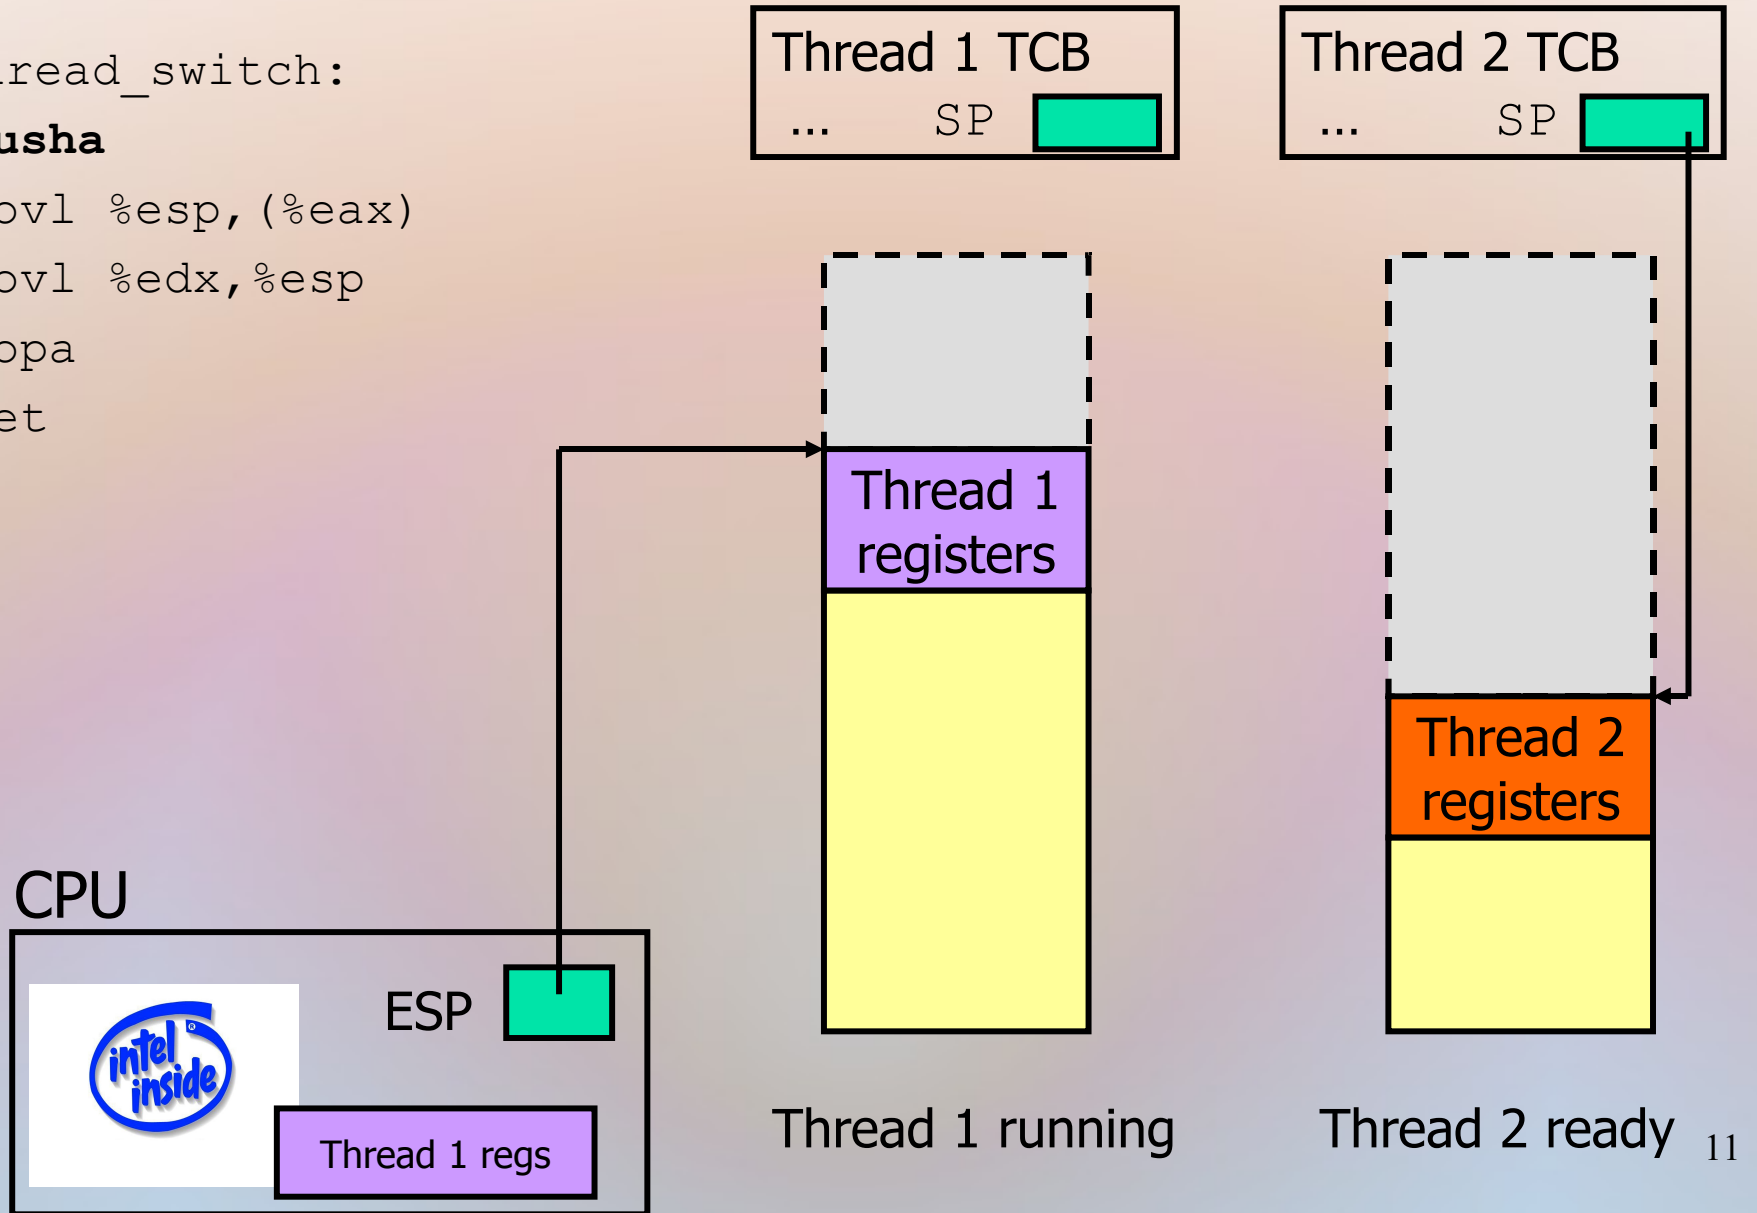 read_switch:
usha
ovl %esp,(%eax)
ovl %edx,%esp
opa
et
Thread 1 TCB
... SP
Thread 2 TCB
... SP
Thread 1
registers
Thread 2
registers
CPU
ESP
intel®
inside
Thread 1 regs
Thread 1 running
Thread 2 ready
11